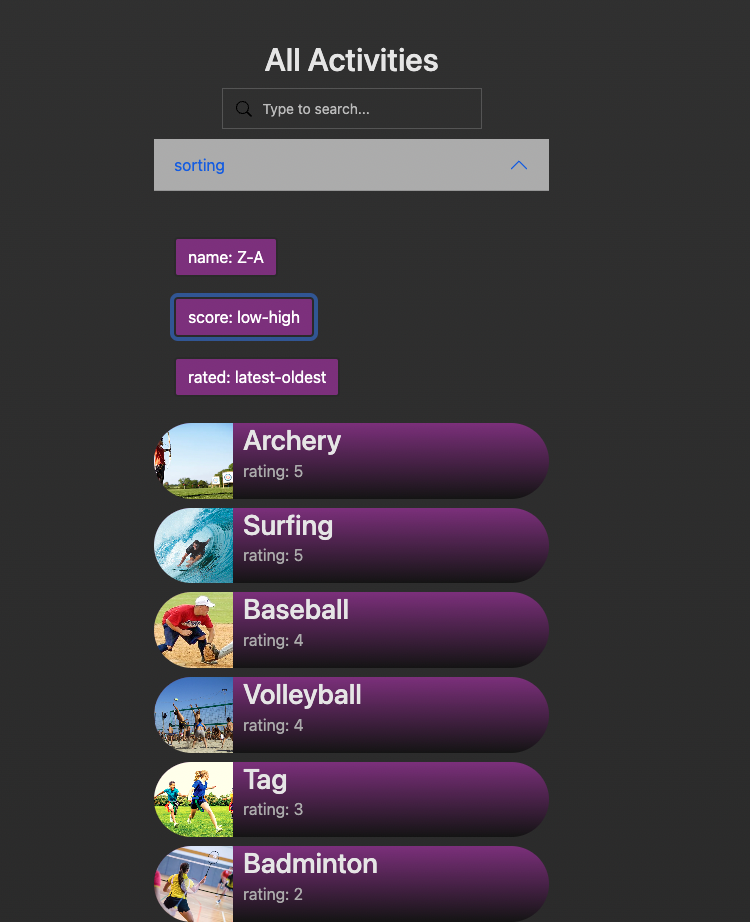 All Activities
Type to search...
sorting
name: Z-A
score: low-high
rated: latest-oldest
Archery
rating: 5
Surfing
rating: 5
Baseball
rating: 4
Volleyball
rating: 4
Tag
rating: 3
Badminton
rating: 2